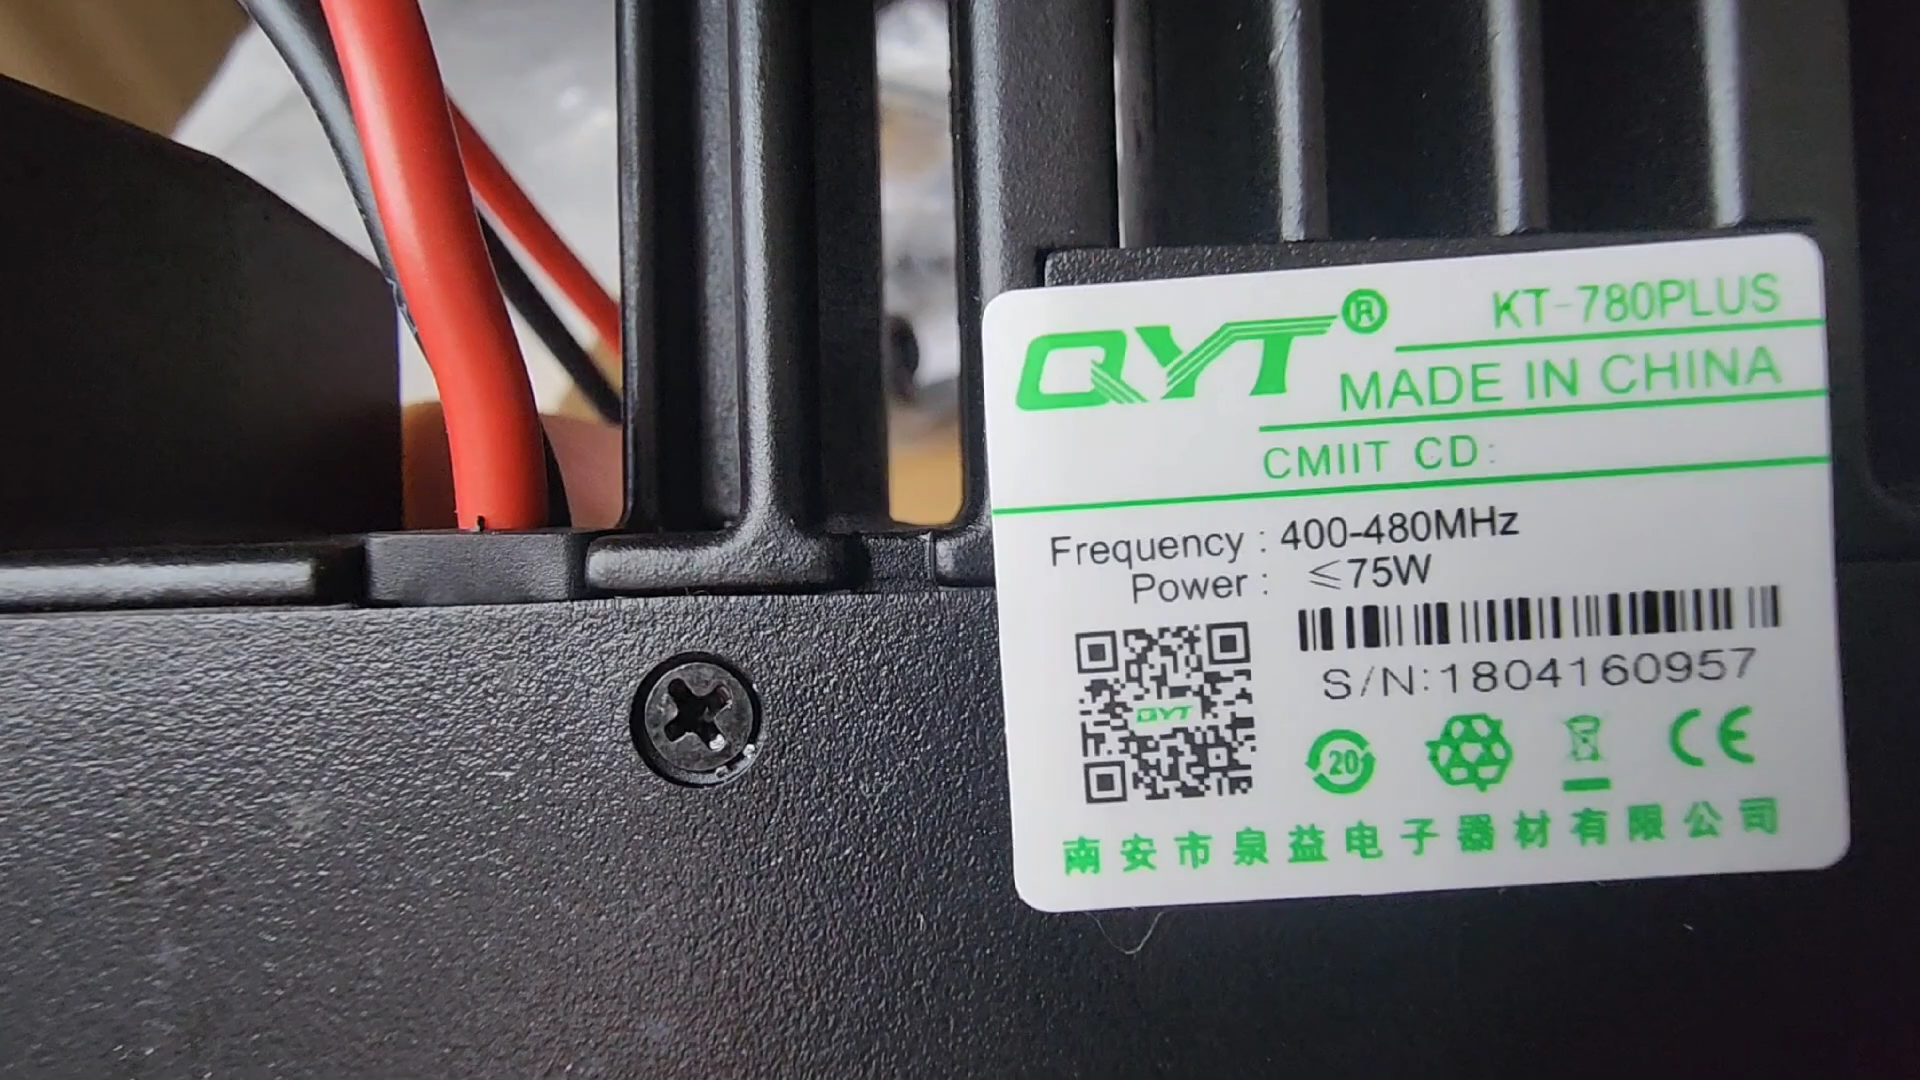 QYT®
KT-780PLUS
MADE IN CHINA
CMIIT CD:
Frequency : 400-480MHz
Power : ≤75W
QYT
S/N:1804160957
20
CE
南安市泉益电子器材有限公司